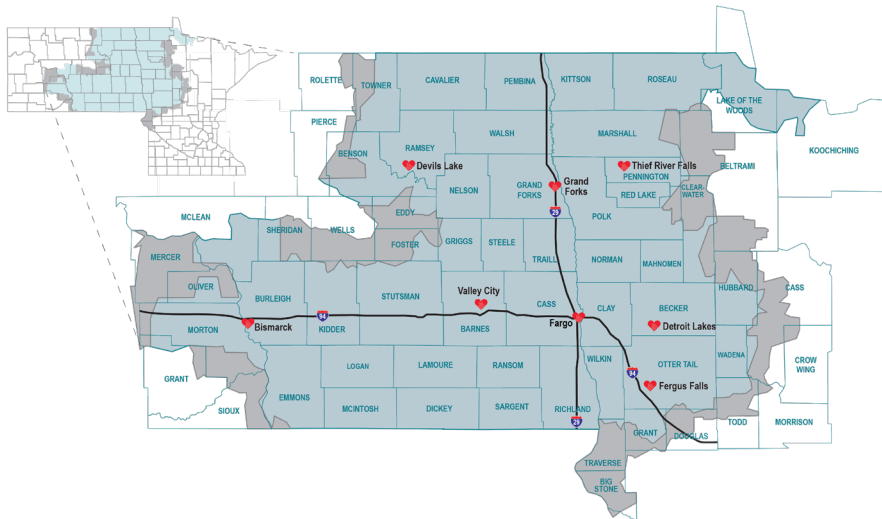 ROLETTE
TOWNER
CAVALIER
PEMBINA
KITTSON
ROSEAU
LAKE OF THE
WOODS
PIERCE
BENSON
RAMSEY
WALSH
MARSHALL
KOOCHICHING
Devils Lake
Thief River Falls
PENNINGTON
BELTRAMI
NELSON
GRAND
FORKS
Grand
Forks
RED LAKE
CLEAR-
WATER
29
POLK
MCLEAN
SHERIDAN
WELLS
EDDY
FOSTER
GRIGGS
STEELE
TRAILL
NORMAN
MAHNOMEN
MERCER
OLIVER
BURLEIGH
STUTSMAN
Valley City
CASS
CLAY
BECKER
HUBBARD
CASS
94
MORTON
Bismarck
KIDDER
BARNES
Fargo
Detroit Lakes
WILKIN
OTTER TAIL
WADENA
CROW
WING
GRANT
LOGAN
LAMOURE
RANSOM
94
Fergus Falls
SIOUX
EMMONS
MCINTOSH
DICKEY
SARGENT
RICHLAND
29
GRANT
DOUGLAS
TODD
MORRISON
TRAVERSE
BIG
STONE